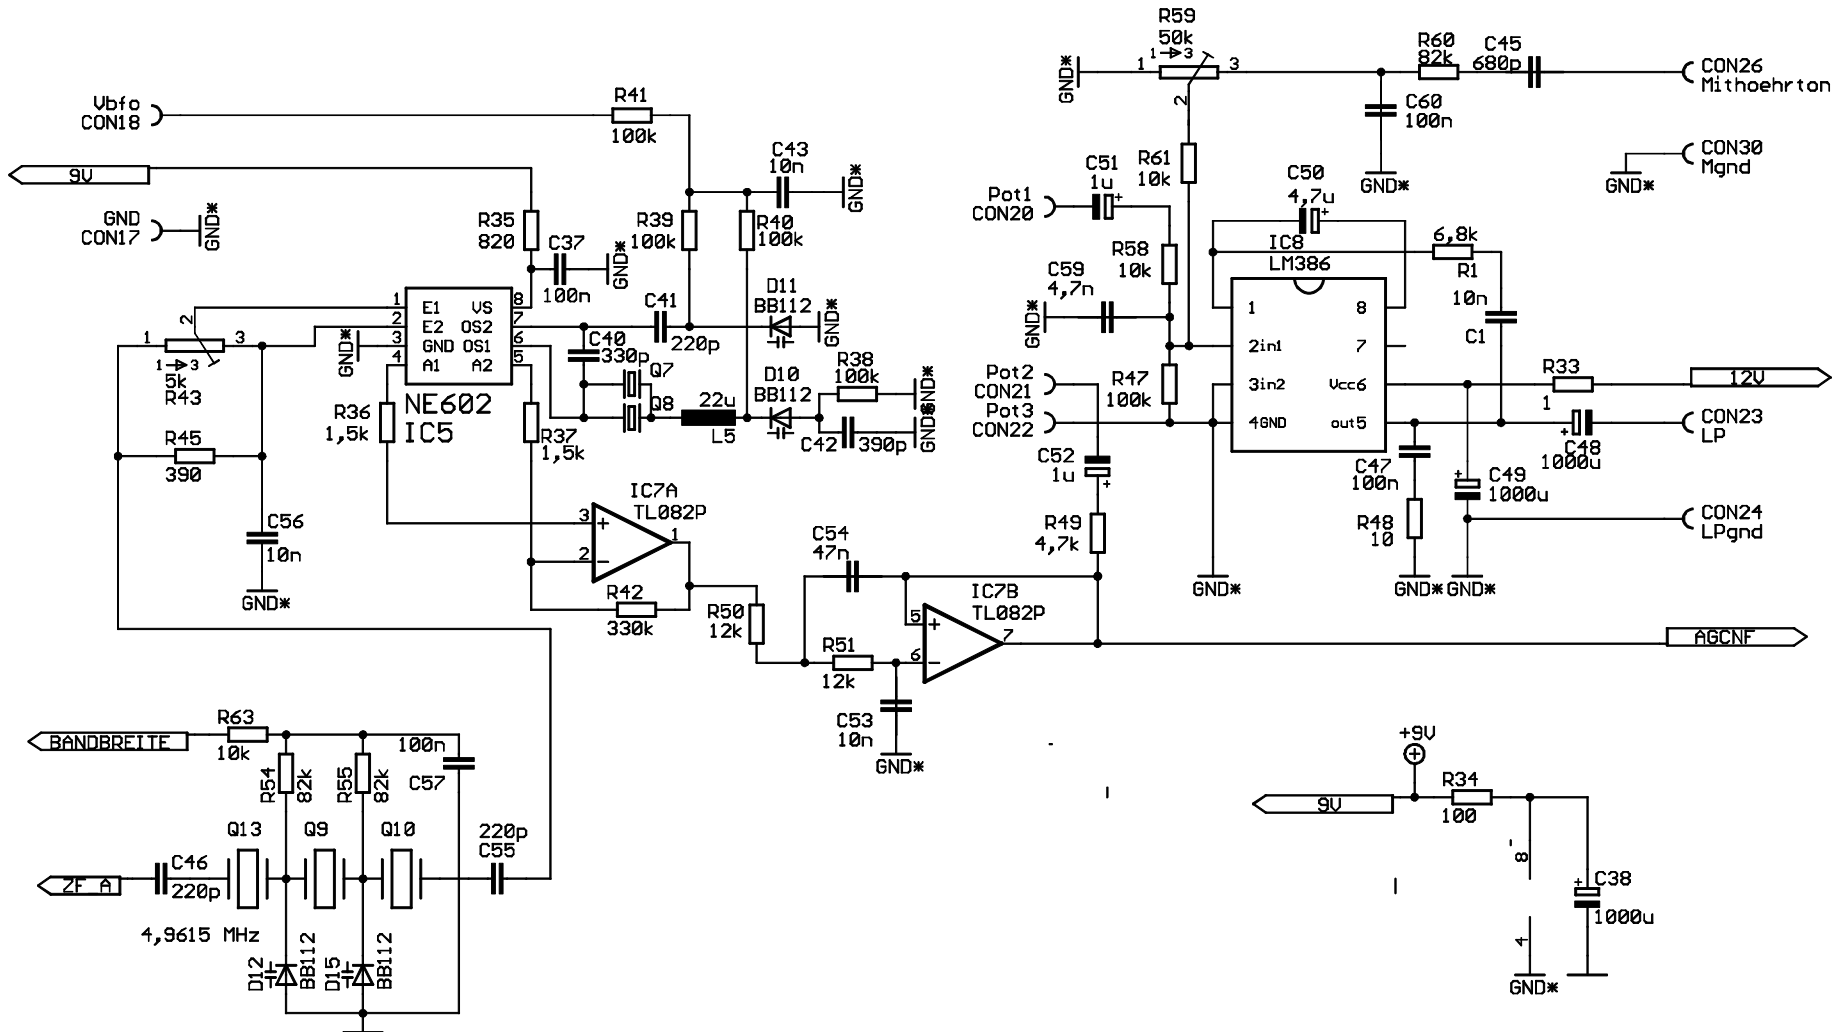 R59
50k
1 3
1
3
2
GND*
R60
82k
C45
680p
CON26
Mithoehrton
C60
100n
GND*
CON30
Mgnd
GND*
Vbfo
CON18
R41
100k
9V
GND
CON17
GND*
R35
820
C37
100n
GND*
R39
100k
C43
10n
GND*
R40
100k
C41
220p
D11
BB112
GND*
C40
330p
Q7
Q8
22u
L5
D10
BB112
R38
100k
GND*
C42
390p
GND*
1
2
3
4
E1
E2
GND
A1
VS
OS2
OS1
A2
8
7
6
5
NE602
IC5
GND*
1
2
3
1 3
5k
R43
R36
1,5k
R37
1,5k
R45
390
C56
10n
GND*
IC7A
TL082P
3
2
1
+
-
R42
330k
R50
12k
C54
47n
R51
12k
C53
10n
GND*
IC7B
TL082P
5
6
7
+
-
Pot1
CON20
C51
1u
+
R61
10k
R58
10k
C59
4,7n
GND*
Pot2
CON21
Pot3
CON22
R47
100k
C52
1u
+
R49
4,7k
C50
4,7u
+
IC8
LM386
6,8k
R1
10n
C1
1
2in1
3in2
4GND
8
7
Vcc6
out5
GND*
R33
1
12V
CON23
LP
+
C48
1000u
C47
100n
R48
10
GND*
+
C49
1000u
GND*
CON24
LPgnd
AGCNF
BANDBREITE
R63
10k
R54
82k
R55
82k
100n
C57
Q13
Q9
Q10
220p
C55
ZF_A
C46
220p
4,9615 MHz
D12
BB112
D15
BB112
+9V
9V
R34
100
8
4
GND*
+
C38
1000u